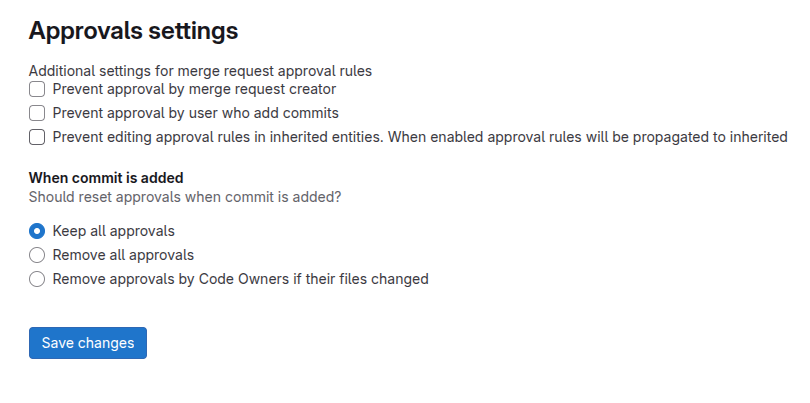 Approvals settings
Additional settings for merge request approval rules
Prevent approval by merge request creator
Prevent approval by user who add commits
Prevent editing approval rules in inherited entities. When enabled approval rules will be propagated to inherited
When commit is added
Should reset approvals when commit is added?
Keep all approvals
Remove all approvals
Remove approvals by Code Owners if their files changed
Save changes